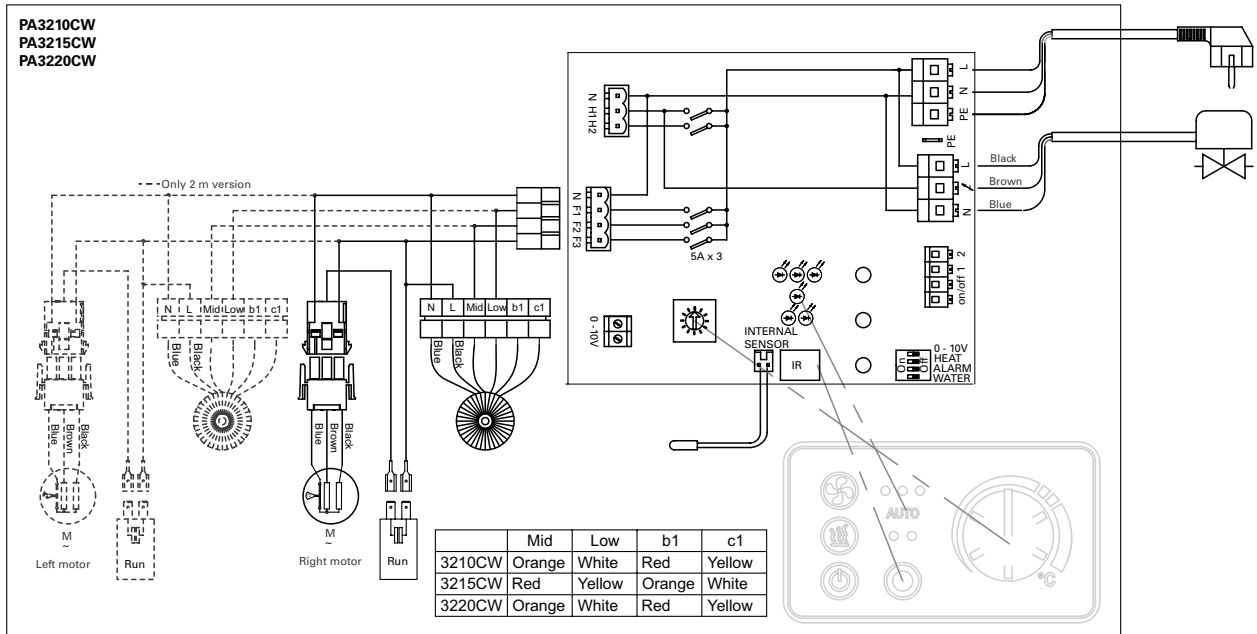 PA3210CW
PA3215CW
PA3220CW
N H1 H2
L
N
PE
PE
L
N
Black
Brown
Blue
N F1 F2 F3
5A x 3
on/off 1 2
0 -10V
INTERNAL
SENSOR
IR
On
Off
0 - 10V
HEAT
ALARM
WATER
Only 2 m version
N L Mid Low b1 c1
Blue
Black
N L Mid Low b1 c1
Blue
Black
Blue
Brown
Black
M
~
Left motor
Run
Blue
Brown
Black
M
~
Right motor
Run
AUTO
°C
Mid Low b1 c1
3210CW Orange White Red Yellow
3215CW Red Yellow Orange White
3220CW Orange White Red Yellow